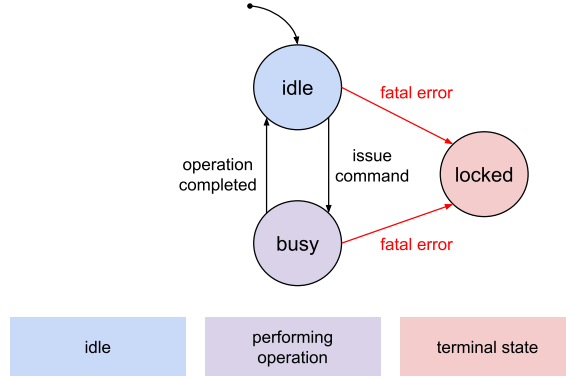 idle
fatal error
operation
completed
issue
command
locked
busy
fatal error
idle
performing
operation
terminal state